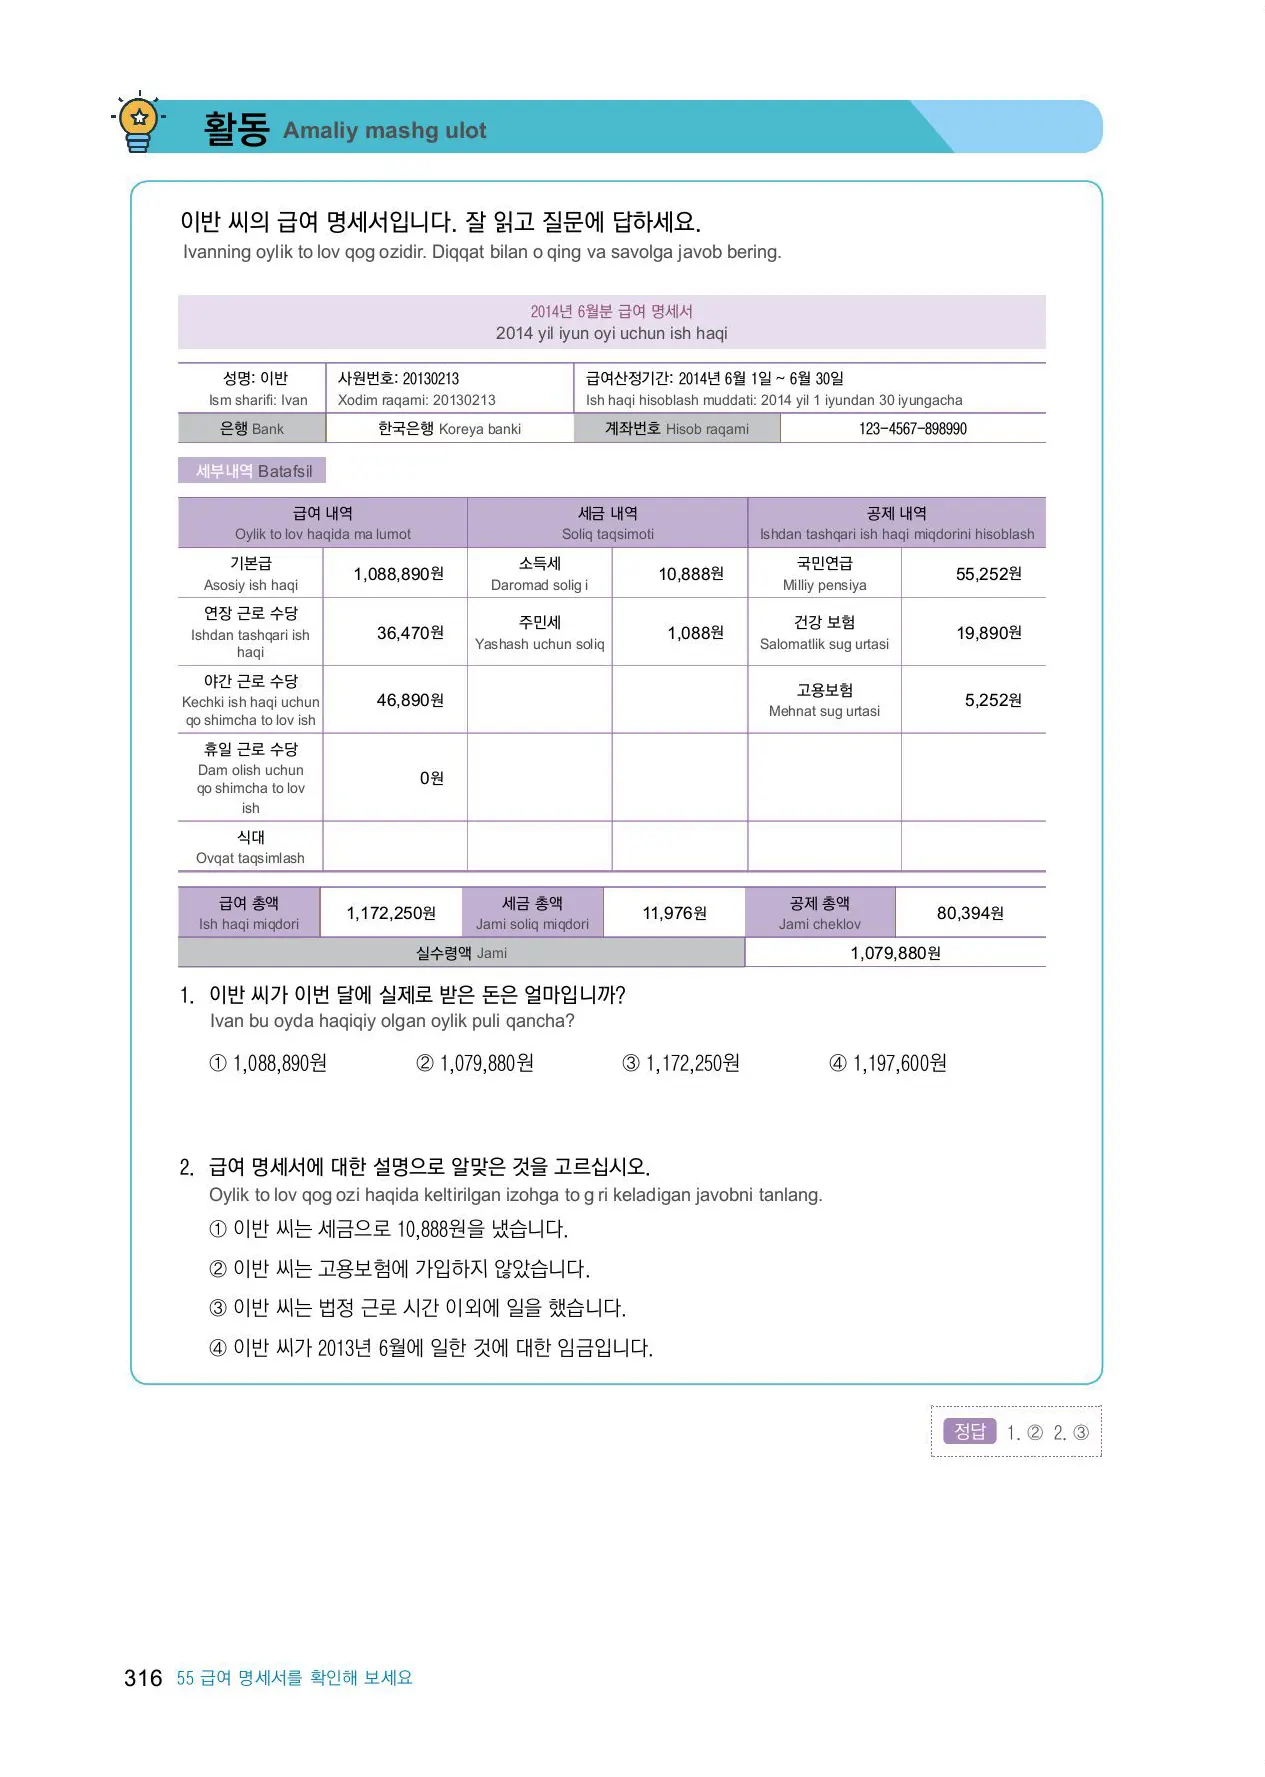 활동 Amaliy mashg ulot
이반 씨의 급여 명세서입니다. 잘 읽고 질문에 답하세요.
Ivanning oylik to lov qog ozidir. Diqqat bilan o qing va savolga javob bering.
2014년 6월분 급여 명세서
2014 yil iyun oyi uchun ish haqi
성명: 이반 사원번호: 20130213 급여산정기간: 2014년 6월 1일 ~ 6월 30일
Ism sharifi: Ivan Xodim raqami: 20130213 Ish haqi hisoblash muddati: 2014 yil 1 iyundan 30 iyungacha
은행 Bank 한국은행 Koreya banki 계좌번호 Hisob raqami 123-4567-898990
세부내역 Batafsil
급여 내역 세금 내역 공제 내역
Oylik to lov haqida ma lumot Soliq taqsimoti Ishdan tashqari ish haqi miqdorini hisoblash
기본급 1,088,890원 소득세 10,888원 국민연급 55,252원
Asosiy ish haqi Daromad solig i Milliy pensiya
연장 근로 수당 36,470원 주민세 1,088원 건강 보험 19,890원
Ishdan tashqari ish Yashash uchun soliq Salomatlik sug urtasi
haqi
야간 근로 수당 46,890원 고용보험 5,252원
Kechki ish haqi uchun Mehnat sug urtasi
qo shimcha to lov ish
휴일 근로 수당 0원
Dam olish uchun
qo shimcha to lov
ish
식대
Ovqat taqsimlash
급여 총액 1,172,250원 세금 총액 11,976원 공제 총액 80,394원
Ish haqi miqdori Jami soliq miqdori Jami cheklov
실수령액 Jami 1,079,880원
1. 이반 씨가 이번 달에 실제로 받은 돈은 얼마입니까?
Ivan bu oyda haqiqiy olgan oylik puli qancha?
① 1,088,890원 ② 1,079,880원 ③ 1,172,250원 ④ 1,197,600원
2. 급여 명세서에 대한 설명으로 알맞은 것을 고르십시오.
Oylik to lov qog ozi haqida keltirilgan izohga to g ri keladigan javobni tanlang.
① 이반 씨는 세금으로 10,888원을 냈습니다.
② 이반 씨는 고용보험에 가입하지 않았습니다.
③ 이반 씨는 법정 근로 시간 이외에 일을 했습니다.
④ 이반 씨가 2013년 6월에 일한 것에 대한 임금입니다.
정답 1. ② 2. ③
316 55 급여 명세서를 확인해 보세요